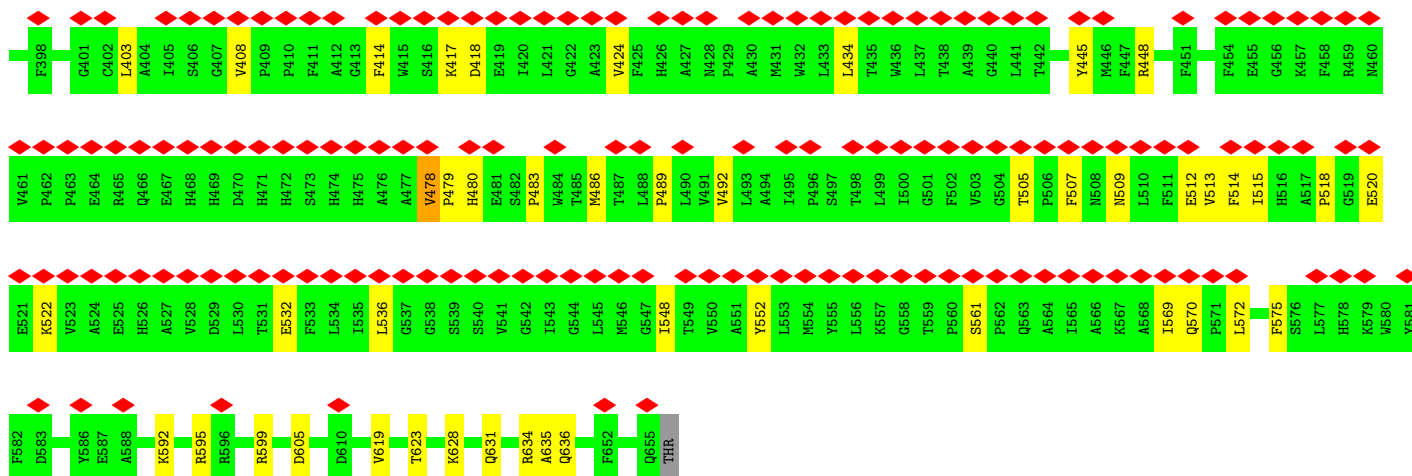 F398 G401 C402 L403 A404 I405 S406 G407 V408 P409 P410 F411 A412 G413 F414 W415 S416 K417 D418 E419 I420 L421 G422 A423 V424 F425 H426 A427 N428 P429 A430 M431 W432 L433 L434 T435 W436 L437 T438 A439 G440 L441 T442 Y445 M446 F447 R448 F451 F454 E455 G456 K457 F458 R459 N460
V461 P462 P463 E464 R465 Q466 E467 H468 H469 D470 H471 H472 S473 H474 H475 A476 A477 V478 P479 H480 E481 S482 P483 W484 T485 M486 T487 L488 P489 L490 V491 V492 L493 A494 I495 P496 S497 T498 L499 I500 G501 F502 V503 G504 T505 P506 F507 N508 N509 L510 F511 E512 V513 F514 I515 H516 A517 P518 G519 E520
E521 K522 V523 A524 E525 H526 A527 V528 D529 L530 T531 E532 F533 L534 I535 L536 G537 G538 S539 S540 V541 G542 I543 G544 L545 M546 G547 I548 T549 V550 A551 Y552 L553 M554 Y555 L556 K557 G558 T559 P560 S561 P562 Q563 A564 I565 A566 K567 A568 I569 Q570 P571 L572 F575 S576 L577 H578 K579 W580 Y581
F582 D583 Y586 E587 A588 K592 R595 R596 R599 D605 D610 V619 T623 K628 Q631 R634 A635 Q636 F652 Q655 THR